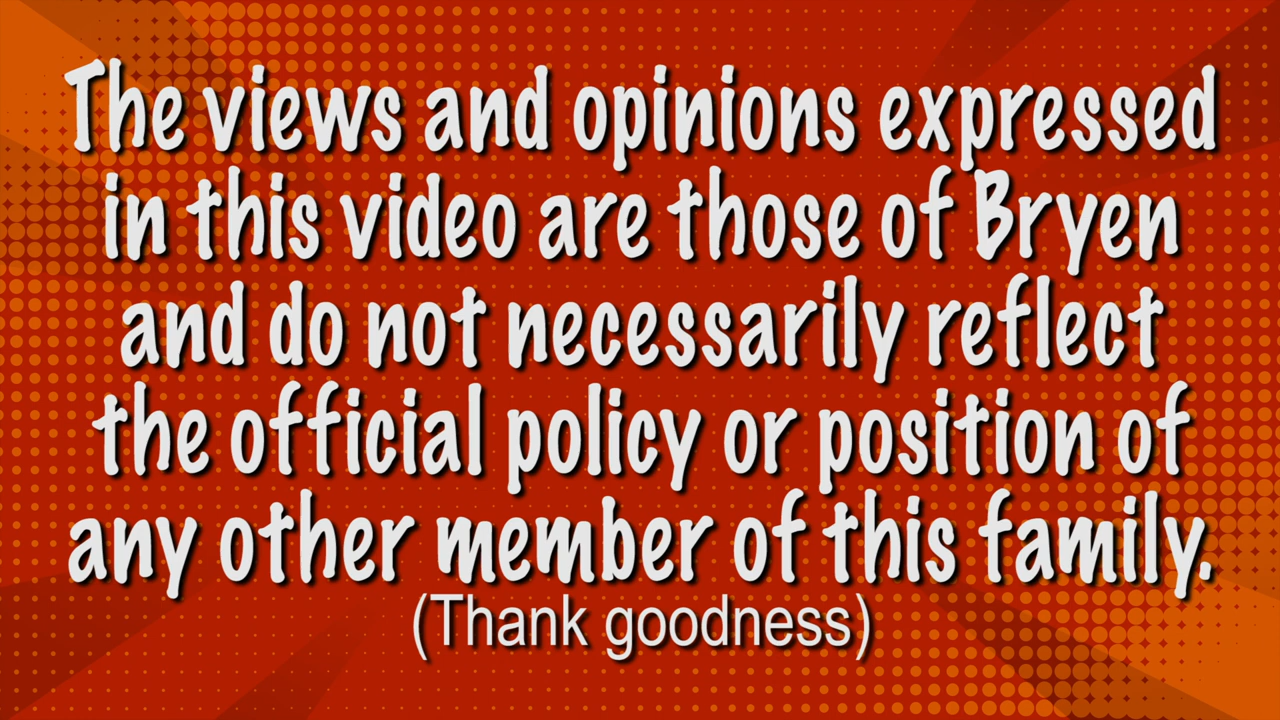 The views and opinions expressed
in this video are those of Bryen
and do not necessarily reflect
the official policy or position of
any other member of this family.
(Thank goodness)